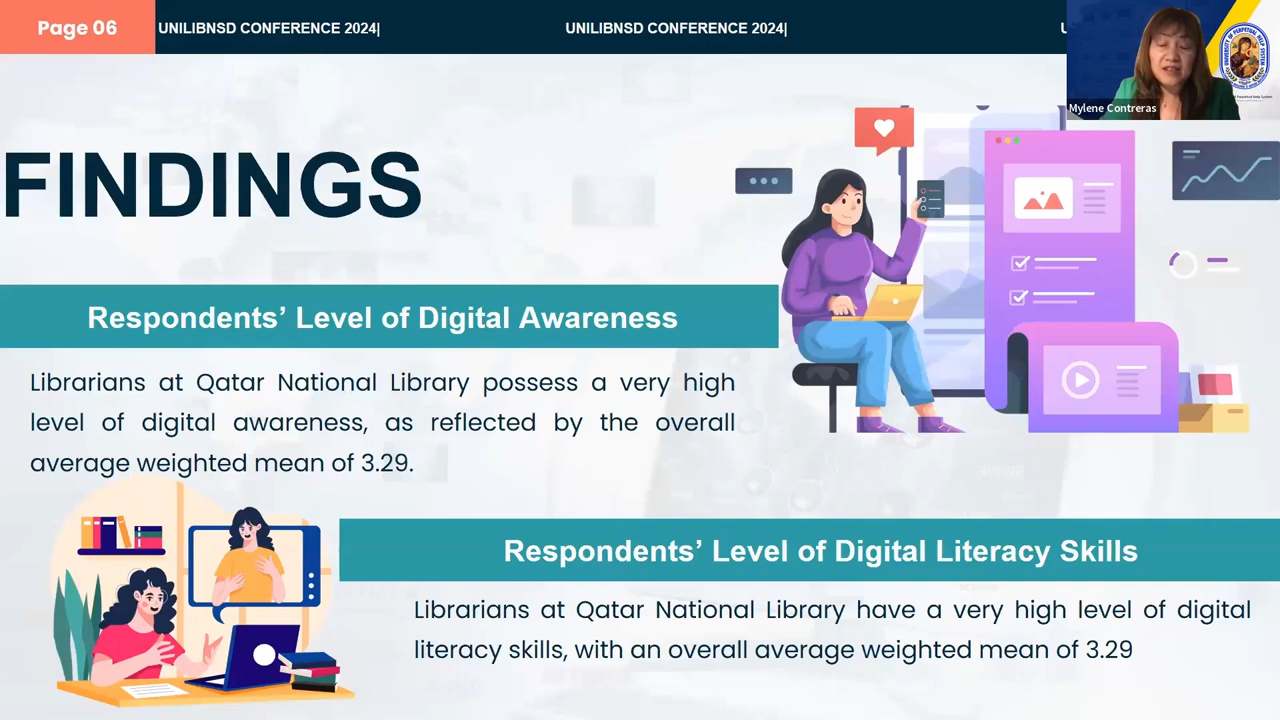 Page 06
UNILIBNSD CONFERENCE 2024|
UNILIBNSD CONFERENCE 2024|
Mylene Contreras
FINDINGS
Respondents’ Level of Digital Awareness
Librarians at Qatar National Library possess a very high
level of digital awareness, as reflected by the overall
average weighted mean of 3.29.
Respondents’ Level of Digital Literacy Skills
Librarians at Qatar National Library have a very high level of digital
literacy skills, with an overall average weighted mean of 3.29